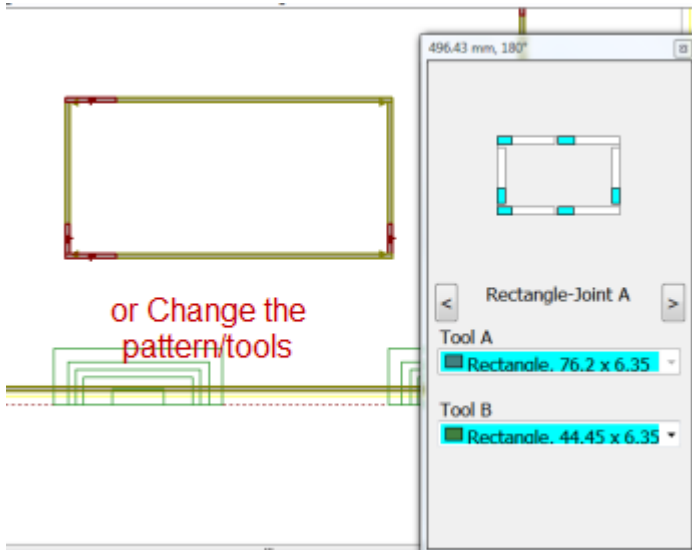 496.43 mm, 180°
or Change the
pattern/tools
<
Rectangle-Joint A
>
Tool A
Rectangle. 76.2 x 6.35
Tool B
Rectangle. 44.45 x 6.35